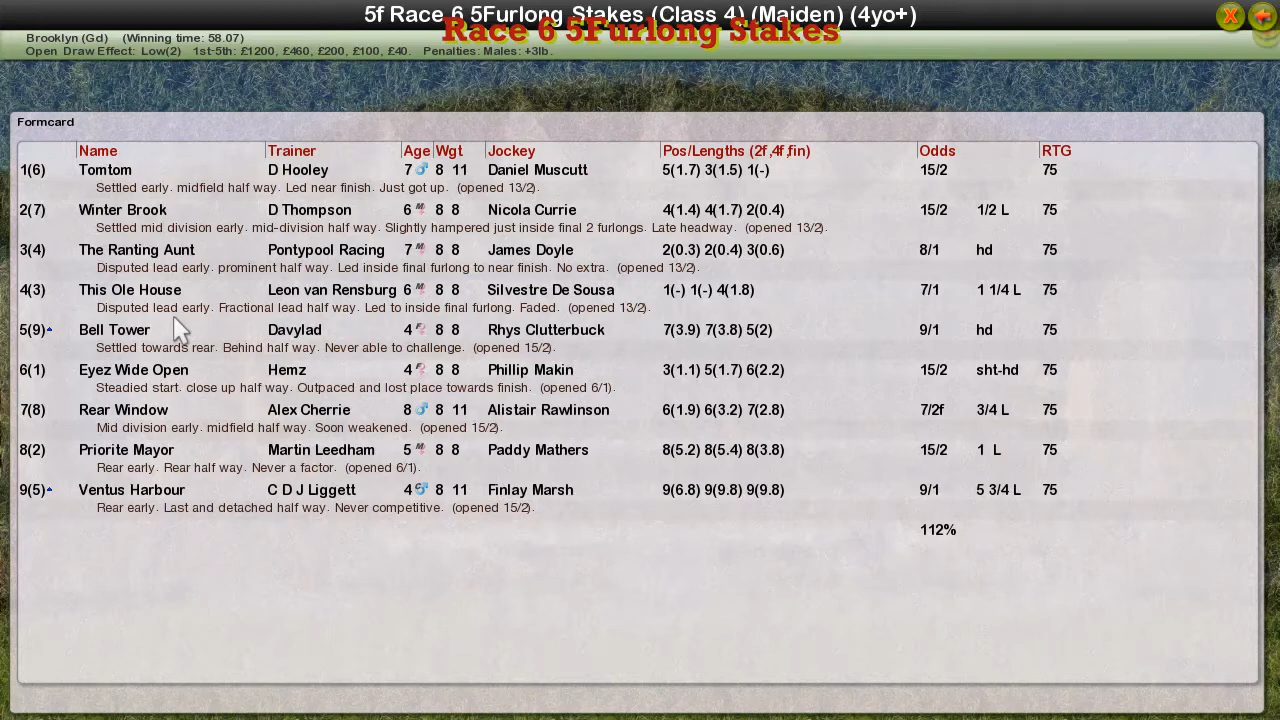 5f Race 6 5Furlong Stakes (Class 4) (Maiden) (4yo+)
Race 6 5Furlong Stakes
Brooklyn (Gd) (Winning time: 58.07)
Open Draw Effect: Low(2) 1st-5th: £1200, £460, £200, £100, £40. Penalties: Males: +3lb.
Formcard
Name Trainer Age Wgt Jockey Pos/Lengths (2f,4f,fin) Odds RTG
1(6) Tomtom D Hooley 7 8 11 Daniel Muscutt 5(1.7) 3(1.5) 1(-) 15/2 75
Settled early. midfield half way. Led near finish. Just got up. (opened 13/2).
2(7) Winter Brook D Thompson 6 8 8 Nicola Currie 4(1.4) 4(1.7) 2(0.4) 15/2 1/2 L 75
Settled mid division early. mid-division half way. Slightly hampered just inside final 2 furlongs. Late headway. (opened 13/2).
3(4) The Ranting Aunt Pontypool Racing 7 8 8 James Doyle 2(0.3) 2(0.4) 3(0.6) 8/1 hd 75
Disputed lead early. prominent half way. Led inside final furlong to near finish. No extra. (opened 13/2).
4(3) This Ole House Leon van Rensburg 6 8 8 Silvestre De Sousa 1(-) 1(-) 4(1.8) 7/1 1 1/4 L 75
Disputed lead early. Fractional lead half way. Led to inside final furlong. Faded. (opened 13/2).
5(9) Bell Tower Davylad 4 8 8 Rhys Clutterbuck 7(3.9) 7(3.8) 5(2) 9/1 hd 75
Settled towards rear. Behind half way. Never able to challenge. (opened 15/2).
6(1) Eyez Wide Open Hemz 4 8 8 Phillip Makin 3(1.1) 5(1.7) 6(2.2) 15/2 sht-hd 75
Steadied start. close up half way. Outpaced and lost place towards finish. (opened 6/1).
7(8) Rear Window Alex Cherrie 8 8 11 Alistair Rawlinson 6(1.9) 6(3.2) 7(2.8) 7/2f 3/4 L 75
Mid division early. midfield half way. Soon weakened. (opened 15/2).
8(2) Priorite Mayor Martin Leedham 5 8 8 Paddy Mathers 8(5.2) 8(5.4) 8(3.8) 15/2 1 L 75
Rear early. Rear half way. Never a factor. (opened 6/1).
9(5) Ventus Harbour C D J Liggett 4 8 11 Finlay Marsh 9(6.8) 9(9.8) 9(9.8) 9/1 5 3/4 L 75
Rear early. Last and detached half way. Never competitive. (opened 15/2).
112%